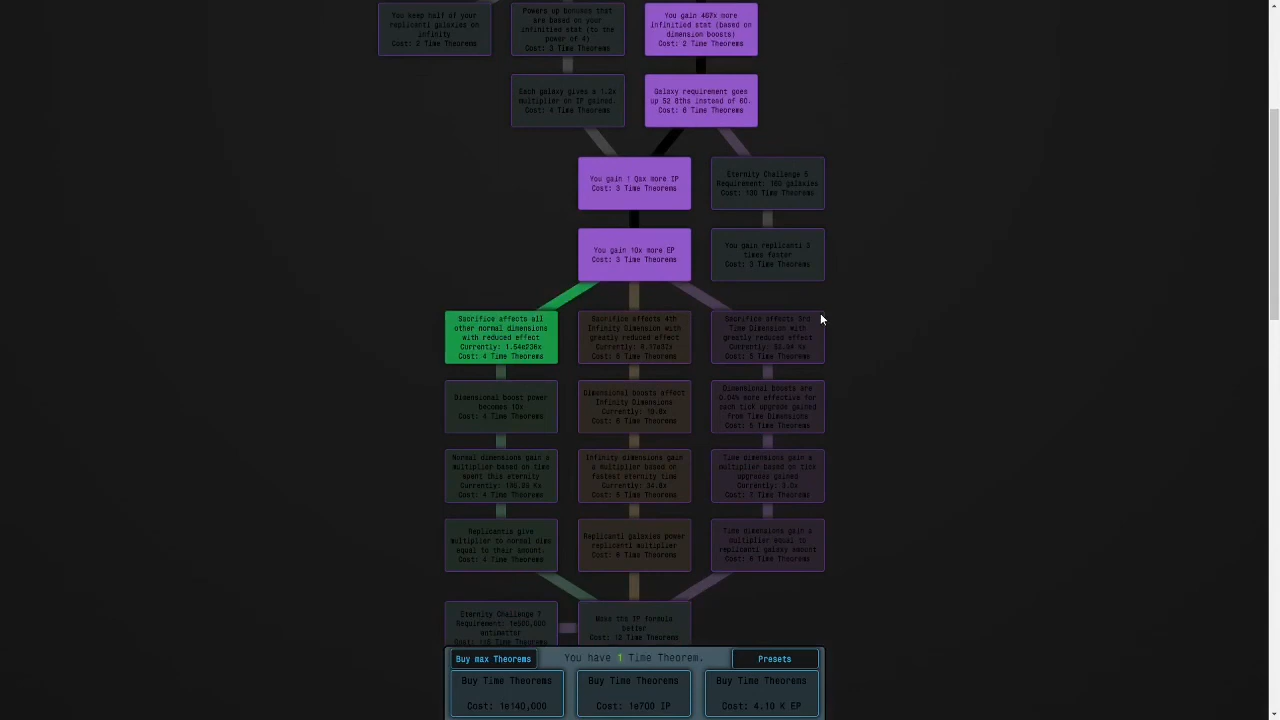 You keep half of your
replicanti galaxies on
infinity
Cost: 2 Time Theorems
Powers up bonuses that
are based on your
infinitied stat (to the
power of 4)
Cost: 3 Time Theorems
You gain more
infinitied stat (based on
dimension boosts)
Cost: 2 Time Theorems
Each galaxy gives a 1.2x
multiplier on IP gained.
Cost: 4 Time Theorems
Galaxy requirement goes
up 52 8ths instead of 60.
Cost: Time Theorems
You gain 1 more IP
Cost: 3 Time Theorems
Eternity Challenge 5
Requirement: 160 galaxies
Cost: 130 Time Theorems
You gain 10x more EP
Cost: 3 Time Theorems
You gain replicanti 3
times faster
Cost: 3 Time Theorems
Sacrifice affects all
other normal dimensions
with reduced effect
Currently: 1.54e236x
Cost: 4 Time Theorems
Sacrifice affects 4th
Infinity Dimension with
greatly reduced effect
Currently:
Cost: Time Theorems
Sacrifice affects 3rd
Time Dimension with
greatly reduced effect
Currently:
Cost: 5 Time Theorems
Dimensional boost power
becomes 10x
Cost: Time Theorems
Dimensional boosts affect
Infinity Dimensions
Currently:
Cost: Time Theorems
Dimensional boosts are
0.04% more effective for
each tick upgrade gained
from Time Dimensions
Cost: 5 Time Theorems
Normal dimensions gain a
multiplier based on time
spent this eternity
Currently:
Cost: 4 Time Theorems
Infinity dimensions gain
a multiplier based on
fastest eternity time
Currently: 34.8x
Cost: Time Theorems
Time dimensions gain a
multiplier based on tick
upgrades gained
Currently:
Cost: 7 Time Theorems
Replicantis give
multiplier to normal dims
equal to their amount.
Cost: 4 Time Theorems
Replicanti galaxies power
replicanti multiplier
Cost: Time Theorems
Time dimensions gain a
multiplier equal to
replicanti galaxy amount
Cost: Time Theorems
Eternity Challenge 7
Requirement: 1e500,000
antimatter
Cost: 115 Time Theorems
Make the IP formula
better
Cost: 12 Time Theorems
Buy max Theorems
You have 1 Time Theorem.
Presets
Buy Time Theorems
Cost: 1e140,000
Buy Time Theorems
Cost: 1e700 IP
Buy Time Theorems
Cost: 4.10 K EP